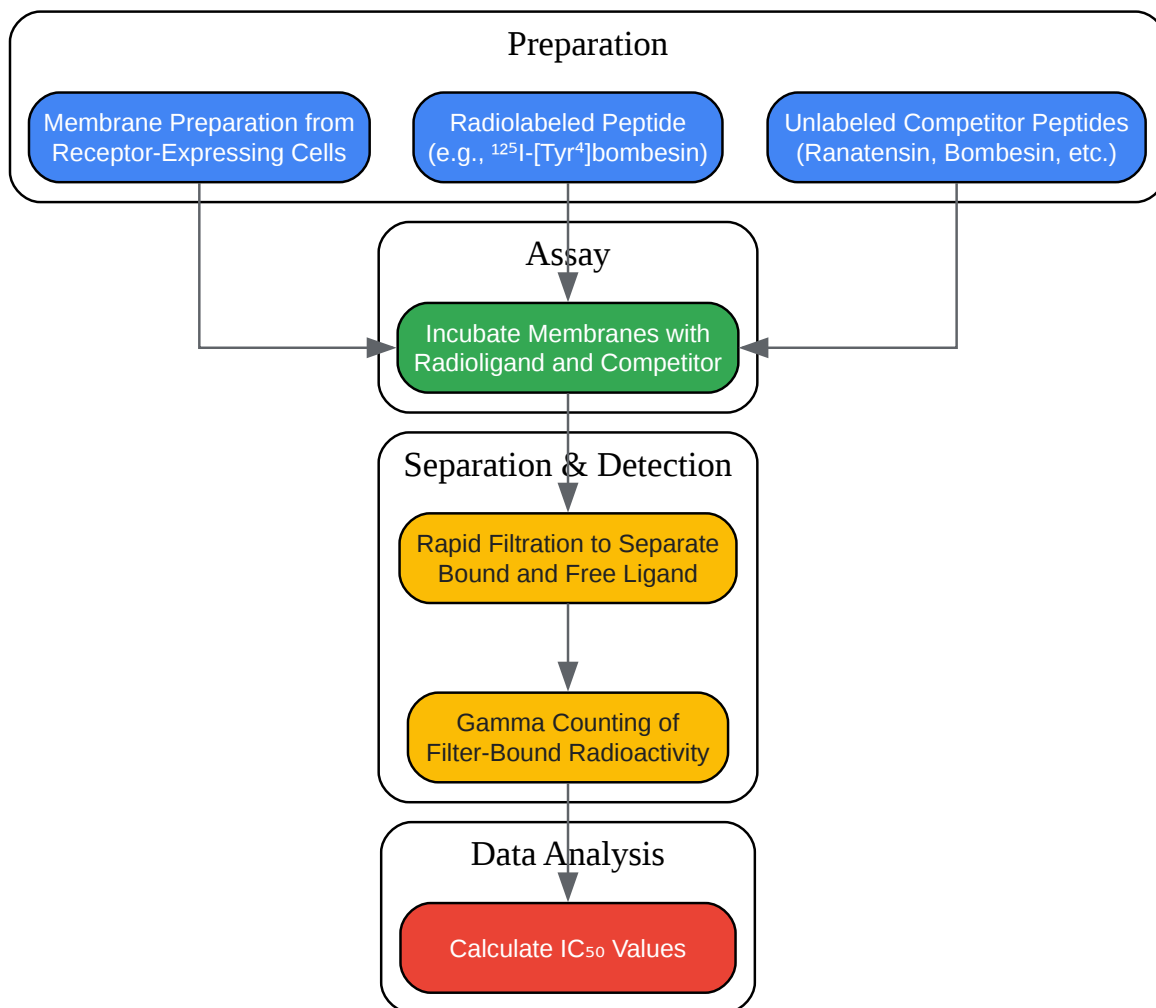 Preparation
Membrane Preparation from
Receptor-Expressing Cells
Radiolabeled Peptide
(e.g., ¹²⁵I-[Tyr⁴]bombesin)
Unlabeled Competitor Peptides
(Ranatensin, Bombesin, etc.)
Assay
Incubate Membranes with
Radioligand and Competitor
Separation & Detection
Rapid Filtration to Separate
Bound and Free Ligand
Gamma Counting of
Filter-Bound Radioactivity
Data Analysis
Calculate IC₅₀ Values